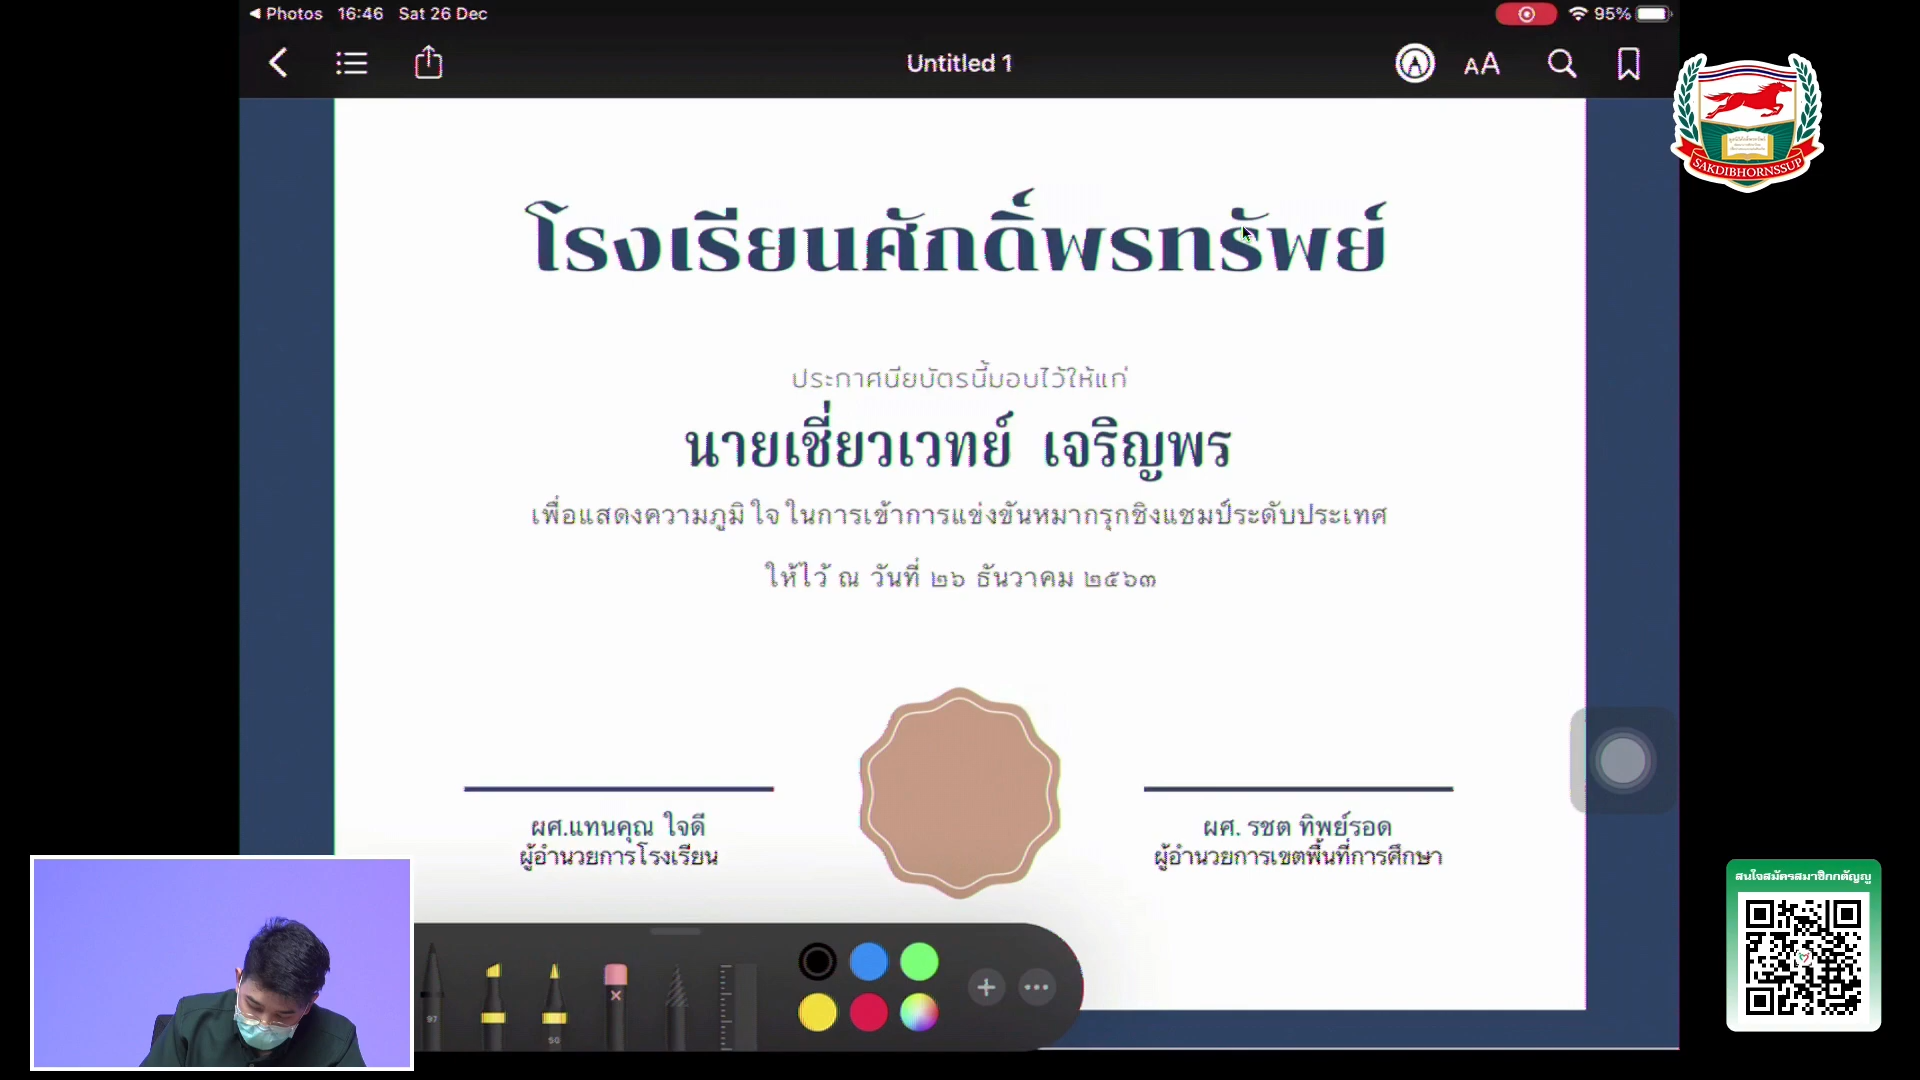 Photos 16:46 Sat 26 Dec
95%
Untitled 1
AA
SAKDIBHORNSSUP
โรงเรียนศักดิ์พรทรัพย์
ประกาศนียบัตรนี้มอบไว้ให้แก่
นายเชี่ยวเวทย์ เจริญพร
เพื่อแสดงความภูมิใจในการเข้าการแข่งขันหมากรุกชิงแชมป์ระดับประเทศ
ให้ไว้ ณ วันที่ ๒๖ ธันวาคม ๒๕๖๓
ผศ.แทนคุณ ใจดี
ผู้อำนวยการโรงเรียน
ผศ. รชต ทิพย์รอด
ผู้อำนวยการเขตพื้นที่การศึกษา
97
50
สนใจสมัครสมาชิกกตัญญู